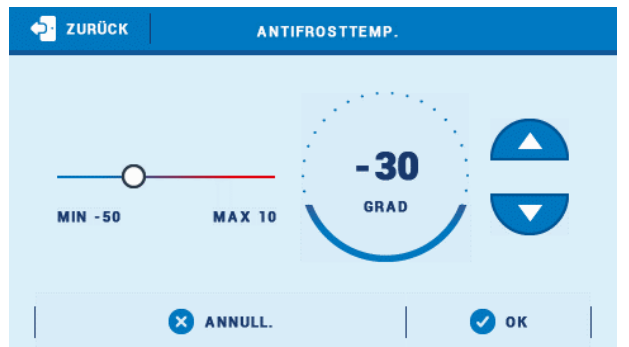 ZURÜCK
ANTIFROSTTEMP.
-30
GRAD
MIN -50
MAX 10
ANNULL.
OK